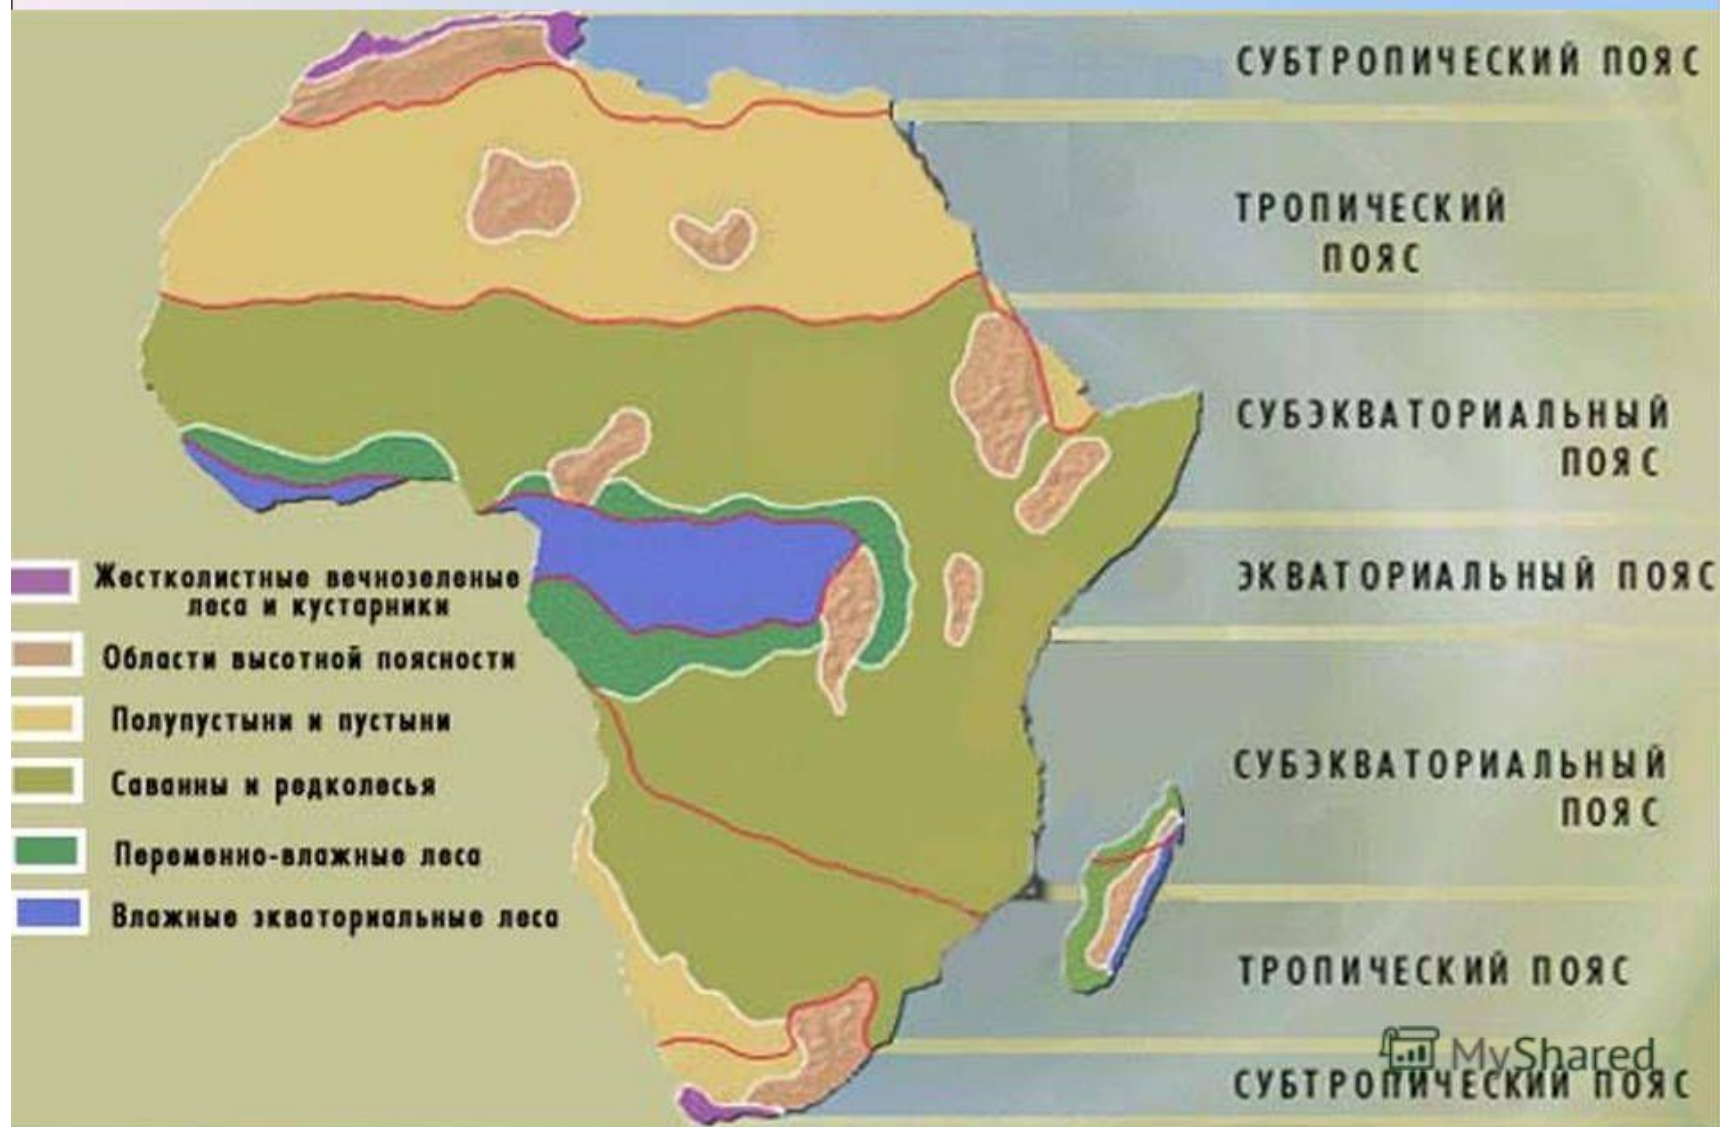 СУБТРОПИЧЕСКИЙ ПОЯС
ТРОПИЧЕСКИЙ
ПОЯС
СУБЭКВАТОРИАЛЬНЫЙ
ПОЯС
ЭКВАТОРИАЛЬНЫЙ ПОЯС
СУБЭКВАТОРИАЛЬНЫЙ
ПОЯС
ТРОПИЧЕСКИЙ ПОЯС
СУБТРОПИЧЕСКИЙ ПОЯС
Жестколистные вечнозеленые
леса и кустарники
Области высотной поясности
Полупустыни и пустыни
Саванны и редколесья
Переменно-влажные леса
Влажные экваториальные леса
MyShared